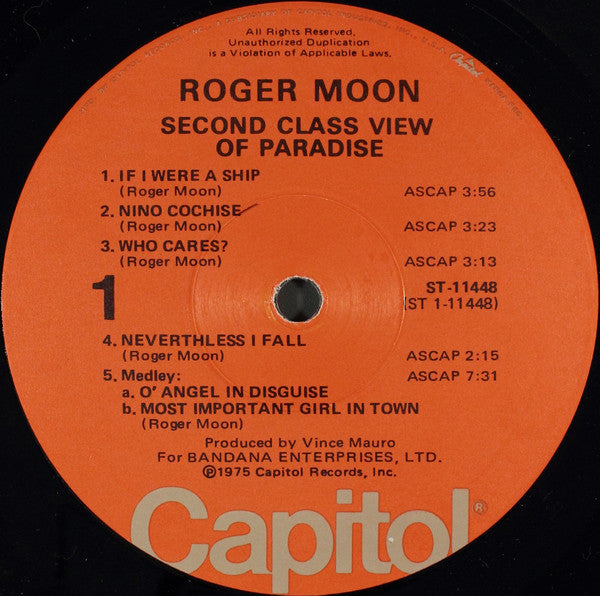 All Rights Reserved.
Unauthorized Duplication
is a Violation of Applicable Laws.
Capitol
ROGER MOON
SECOND CLASS VIEW
OF PARADISE
1. IF I WERE A SHIP
(Roger Moon) ASCAP 3:56
2. NINO COCHISE
(Roger Moon) ASCAP 3:23
3. WHO CARES?
(Roger Moon) ASCAP 3:13
1 ST-11448
(ST 1-11448)
4. NEVERTHLESS I FALL
(Roger Moon) ASCAP 2:15
5. Medley: ASCAP 7:31
a. O' ANGEL IN DISGUISE
b. MOST IMPORTANT GIRL IN TOWN
(Roger Moon)
Produced by Vince Mauro
For BANDANA ENTERPRISES, LTD.
℗1975 Capitol Records, Inc.
Capitol®